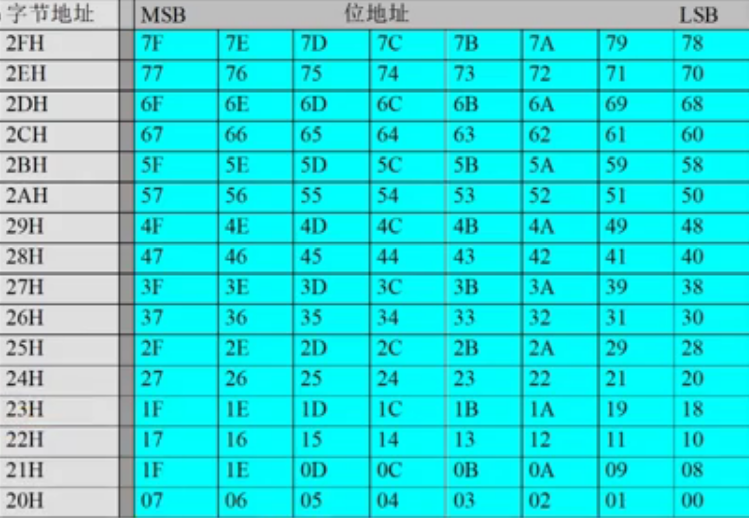 字节地址 MSB 位地址 LSB
2FH 7F 7E 7D 7C 7B 7A 79 78
2EH 77 76 75 74 73 72 71 70
2DH 6F 6E 6D 6C 6B 6A 69 68
2CH 67 66 65 64 63 62 61 60
2BH 5F 5E 5D 5C 5B 5A 59 58
2AH 57 56 55 54 53 52 51 50
29H 4F 4E 4D 4C 4B 4A 49 48
28H 47 46 45 44 43 42 41 40
27H 3F 3E 3D 3C 3B 3A 39 38
26H 37 36 35 34 33 32 31 30
25H 2F 2E 2D 2C 2B 2A 29 28
24H 27 26 25 24 23 22 21 20
23H 1F 1E 1D 1C 1B 1A 19 18
22H 17 16 15 14 13 12 11 10
21H 1F 1E 0D 0C 0B 0A 09 08
20H 07 06 05 04 03 02 01 00